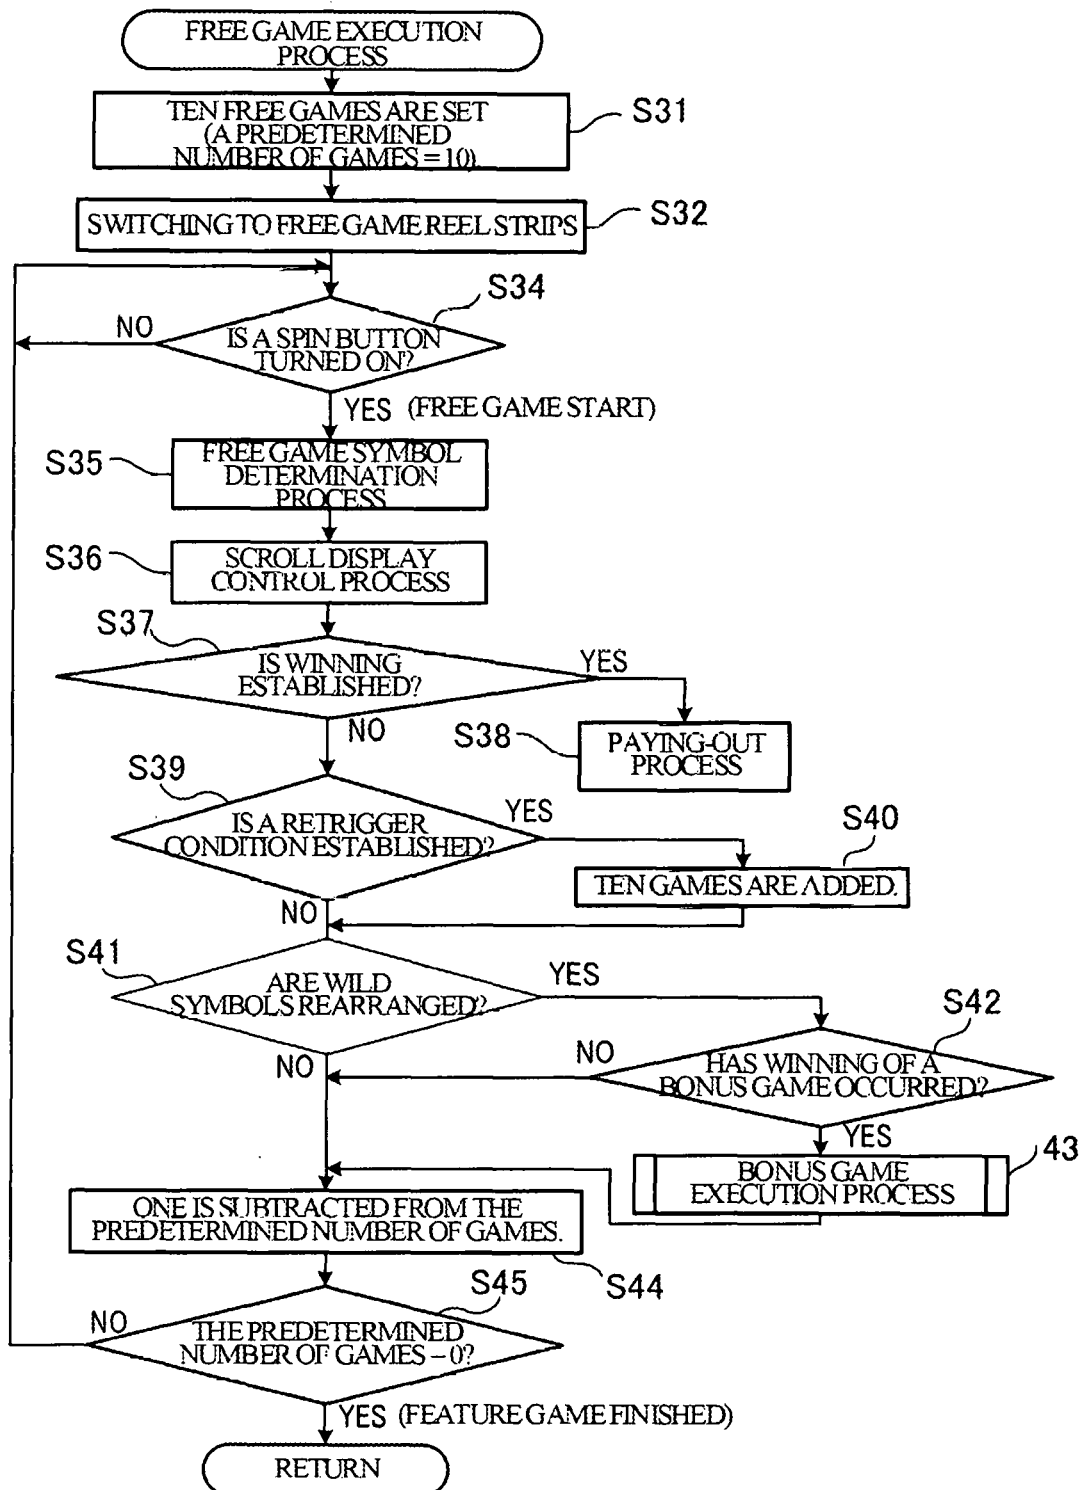 FREE GAME EXECUTION
PROCESS
TEN FREE GAMES ARE SET
(A PREDETERMINED
NUMBER OF GAMES = 10)
S31
SWITCHING TO FREE GAME REEL STRIPS
S32
S34
NO
IS A SPIN BUTTON
TURNED ON?
YES (FREE GAME START)
S35
FREE GAME SYMBOL
DETERMINATION
PROCESS
S36
SCROLL DISPLAY
CONTROL PROCESS
S37
IS WINNING
ESTABLISHED?
YES
NO
S38
PAYING-OUT
PROCESS
S39
IS A RETRIGGER
CONDITION ESTABLISHED?
YES
S40
TEN GAMES ARE ADDED.
NO
S41
ARE WILD
SYMBOLS REARRANGED?
YES
S42
NO
NO
HAS WINNING OF A
BONUS GAME OCCURRED?
YES
43
BONUS GAME
EXECUTION PROCESS
ONE IS SUBTRACTED FROM THE
PREDETERMINED NUMBER OF GAMES.
S44
S45
NO
THE PREDETERMINED
NUMBER OF GAMES = 0?
YES (FEATURE GAME FINISHED)
RETURN